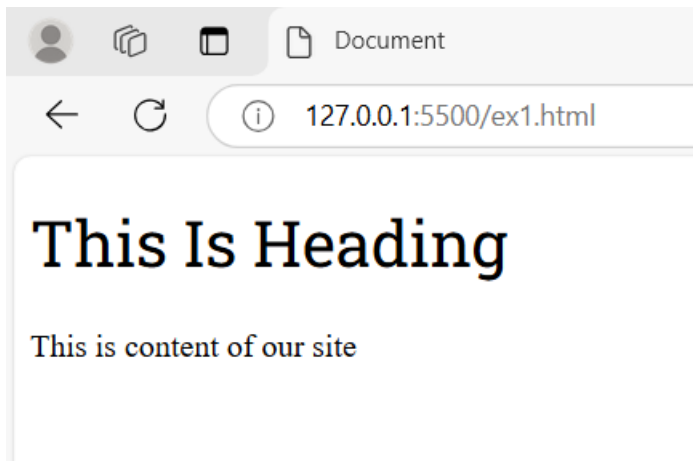 Document
127.0.0.1:5500/ex1.html
This Is Heading
This is content of our site